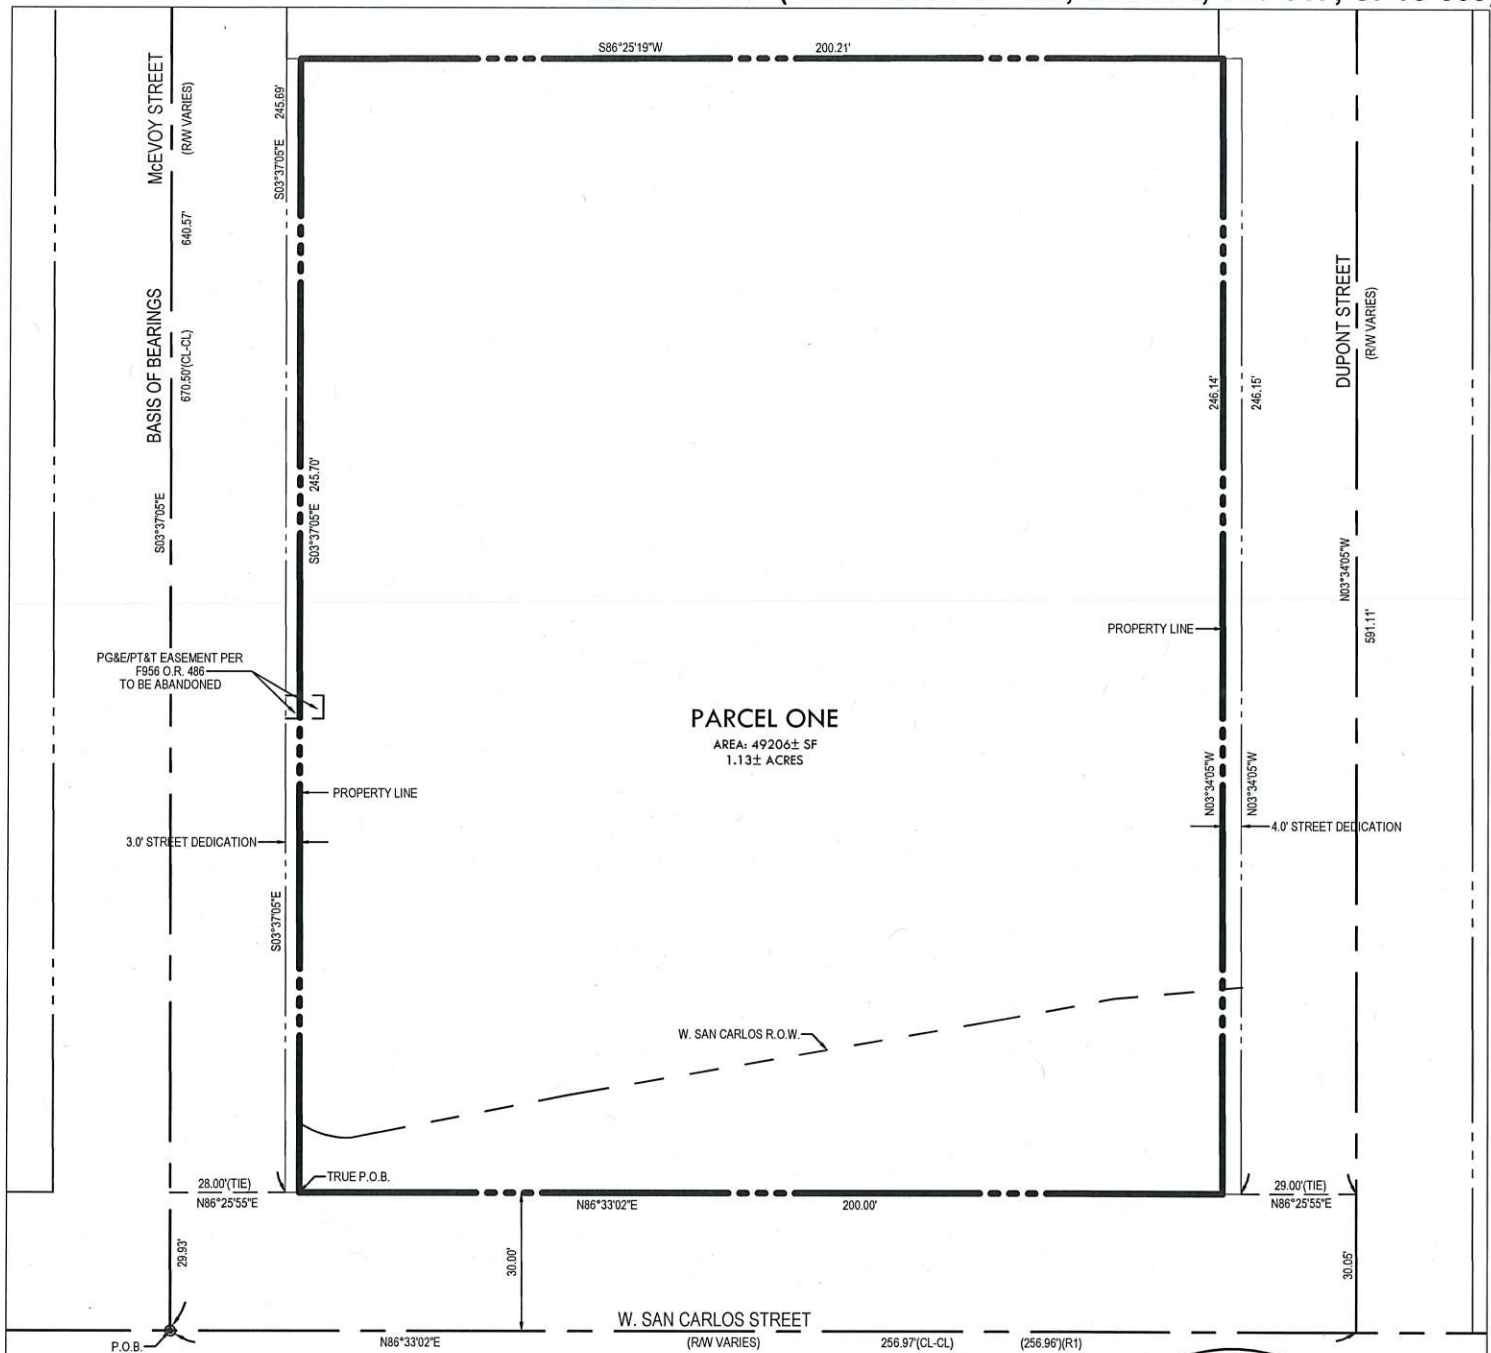 S86°25'19"W 200.21'
McEVOY STREET
(R/W VARIES)
640.57'
BASIS OF BEARINGS
670.50'(CL-CL)
S03°37'05"E
S03°37'05"E 245.69'
S03°37'05"E 245.70'
246.14'
246.15'
DUPONT STREET
(R/W VARIES)
N03°34'05"W
591.11'
PROPERTY LINE
PG&E/PT&T EASEMENT PER
F956 O.R. 486
TO BE ABANDONED
PARCEL ONE
AREA: 49206± SF
1.13± ACRES
PROPERTY LINE
N03°34'05"W
N03°34'05"W
3.0' STREET DEDICATION
4.0' STREET DEDICATION
S03°37'05"E
W. SAN CARLOS R.O.W.
TRUE P.O.B.
28.00'(TIE)
N86°25'55"E
N86°33'02"E 200.00'
29.00'(TIE)
N86°25'55"E
29.93'
30.00'
30.05'
W. SAN CARLOS STREET
P.O.B.
N86°33'02"E
(R/W VARIES)
256.97'(CL-CL)
(256.96')(R1)